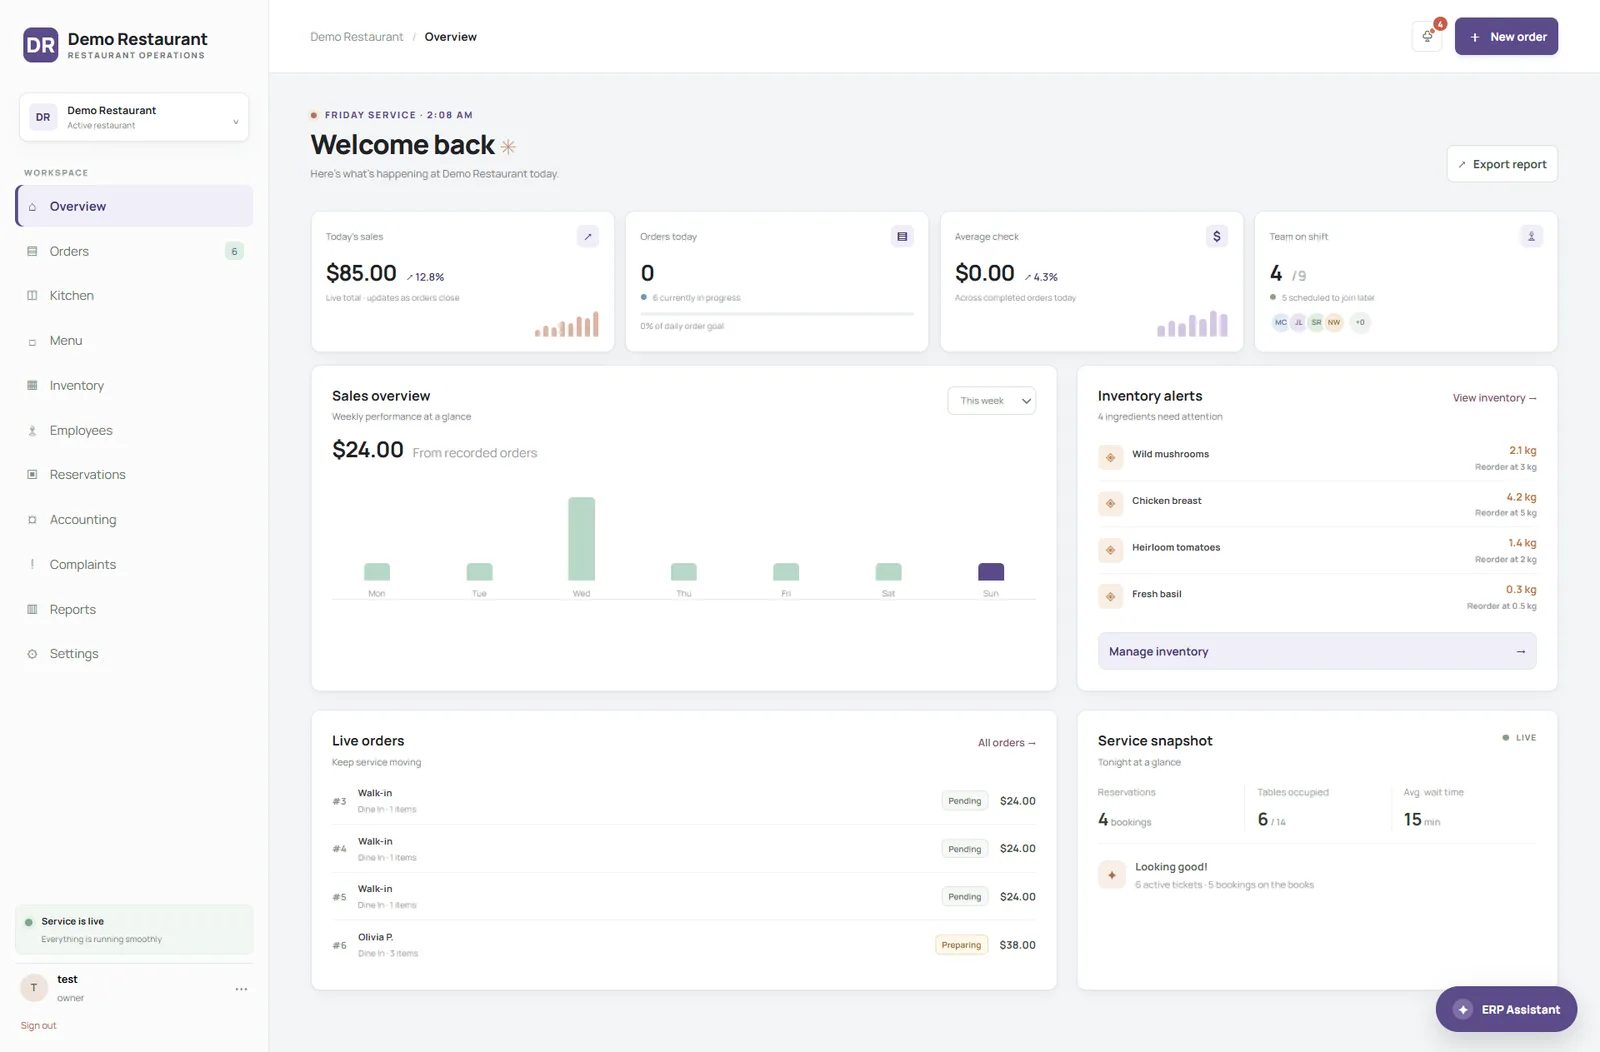 DR Demo Restaurant
RESTAURANT OPERATIONS
DR Demo Restaurant
Active restaurant
WORKSPACE
Overview
Orders 6
Kitchen
Menu
Inventory
Employees
Reservations
Accounting
Complaints
Reports
Settings
Service is live
Everything is running smoothly
T test
owner
Sign out
Demo Restaurant / Overview
4
+ New order
FRIDAY SERVICE · 2:08 AM
Welcome back
Here's what's happening at Demo Restaurant today.
↗ Export report
Today's sales ↗
$85.00 ↗ 12.8%
Live total · updates as orders close
Orders today
0
6 currently in progress
0% of daily order goal
Average check $
$0.00 ↗ 4.3%
Across completed orders today
Team on shift
4 /9
5 scheduled to join later
MC JL SR NW +0
Sales overview
Weekly performance at a glance
This week
$24.00 From recorded orders
Mon Tue Wed Thu Fri Sat Sun
Inventory alerts
4 ingredients need attention
View inventory →
Wild mushrooms 2.1 kg
Reorder at 3 kg
Chicken breast 4.2 kg
Reorder at 5 kg
Heirloom tomatoes 1.4 kg
Reorder at 2 kg
Fresh basil 0.3 kg
Reorder at 0.5 kg
Manage inventory →
Live orders
Keep service moving
All orders →
#3 Walk-in Pending $24.00
Dine In · 1 items
#4 Walk-in Pending $24.00
Dine In · 1 items
#5 Walk-in Pending $24.00
Dine In · 1 items
#6 Olivia P. Preparing $38.00
Dine In · 3 items
Service snapshot
Tonight at a glance
LIVE
Reservations
4 bookings
Tables occupied
6 / 14
Avg. wait time
15 min
Looking good!
6 active tickets · 5 bookings on the books
ERP Assistant